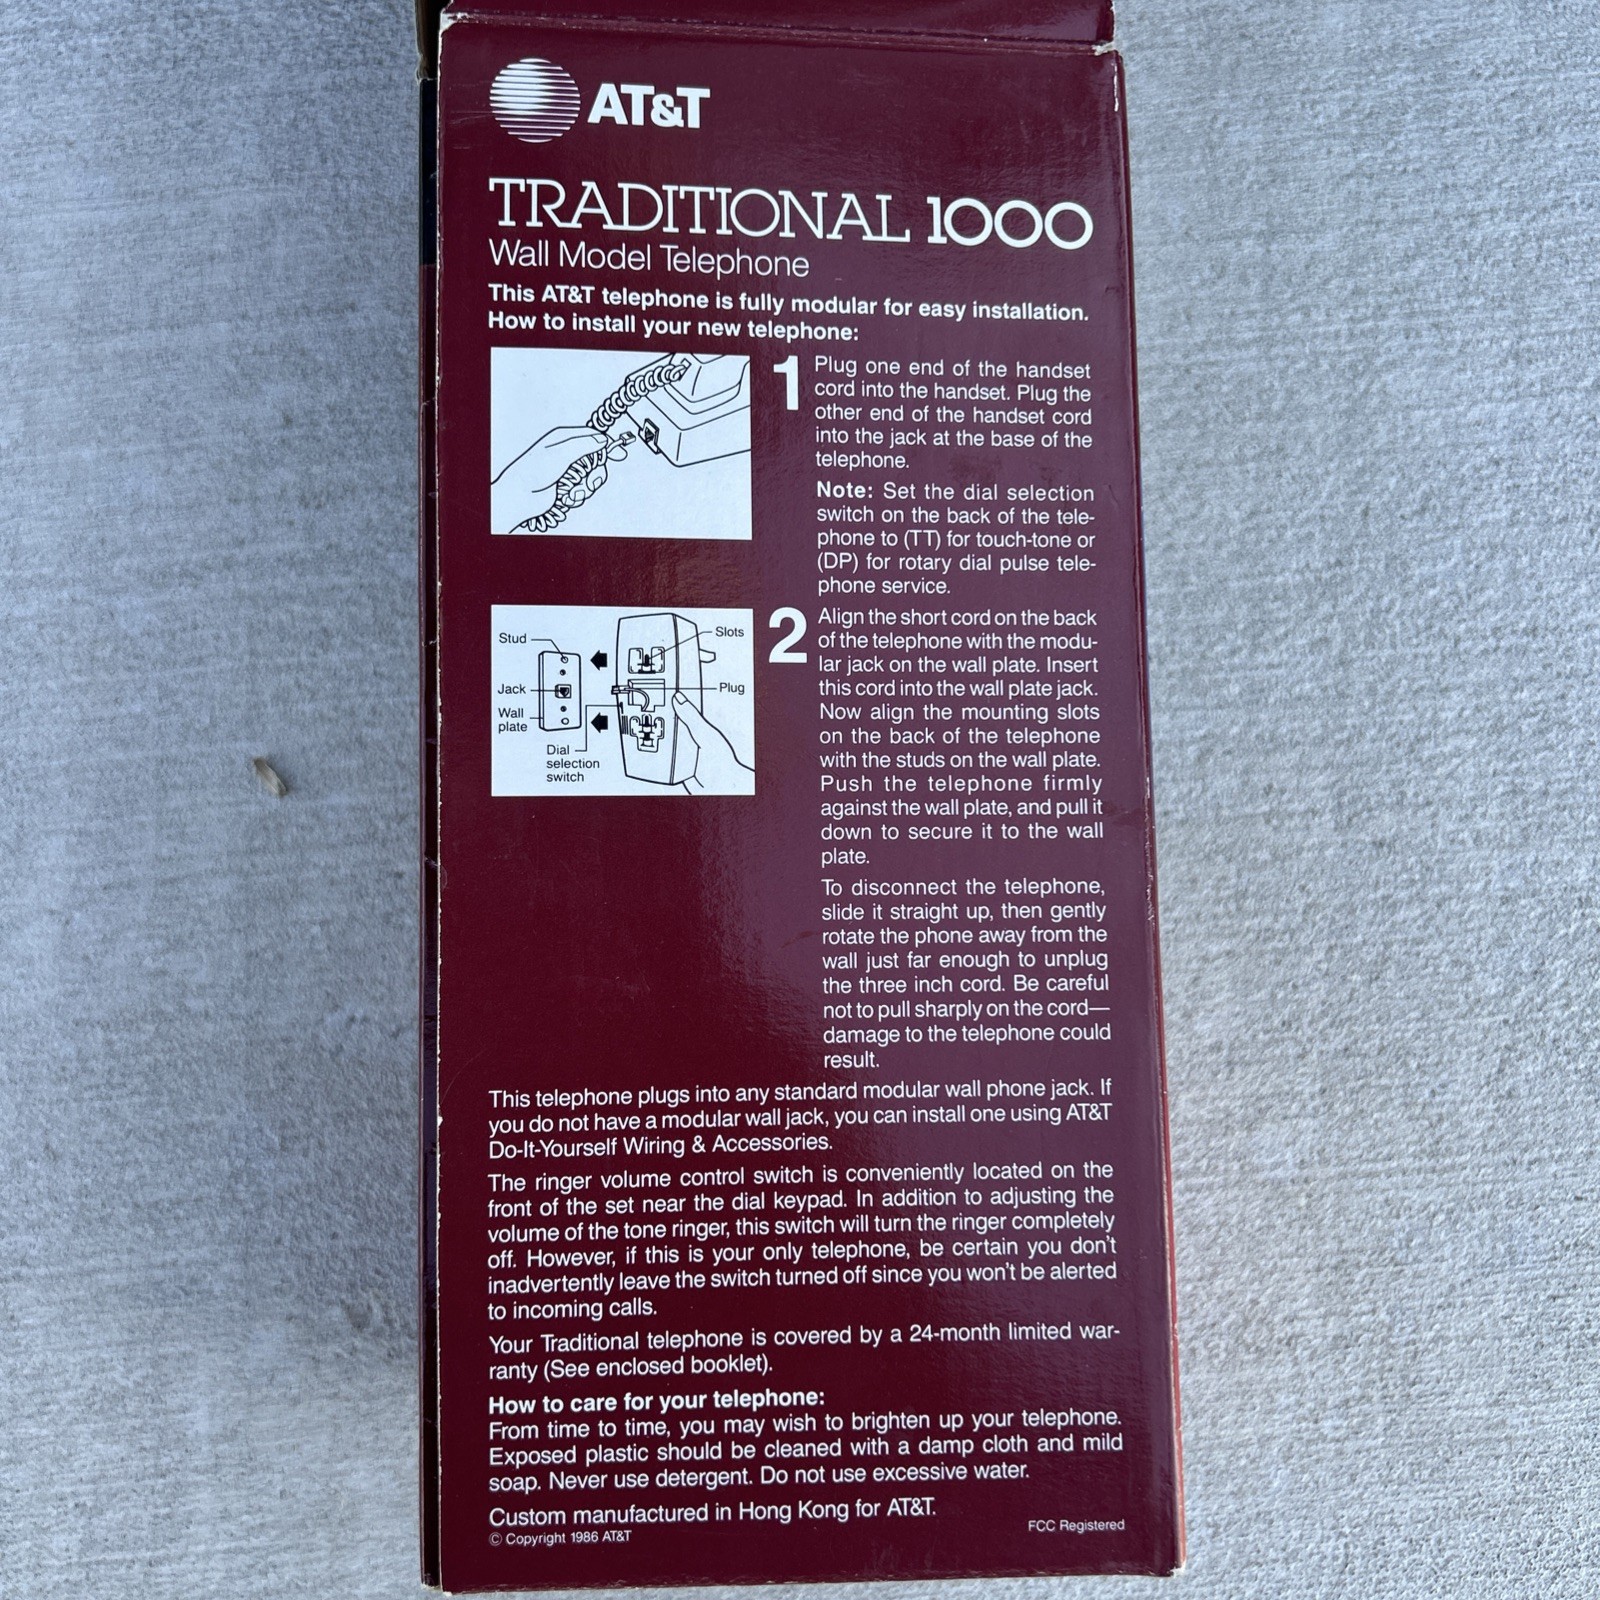 AT&T
TRADITIONAL 1000
Wall Model Telephone
This AT&T telephone is fully modular for easy installation.
How to install your new telephone:
1
Plug one end of the handset
cord into the handset. Plug the
other end of the handset cord
into the jack at the base of the
telephone.
Note: Set the dial selection
switch on the back of the tele-
phone to (TT) for touch-tone or
(DP) for rotary dial pulse tele-
phone service.
Stud
Slots
Jack
Plug
Wall
plate
Dial
selection
switch
2
Align the short cord on the back
of the telephone with the modu-
lar jack on the wall plate. Insert
this cord into the wall plate jack.
Now align the mounting slots
on the back of the telephone
with the studs on the wall plate.
Push the telephone firmly
against the wall plate, and pull it
down to secure it to the wall
plate.
To disconnect the telephone,
slide it straight up, then gently
rotate the phone away from the
wall just far enough to unplug
the three inch cord. Be careful
not to pull sharply on the cord—
damage to the telephone could
result.
This telephone plugs into any standard modular wall phone jack. If
you do not have a modular wall jack, you can install one using AT&T
Do-It-Yourself Wiring & Accessories.
The ringer volume control switch is conveniently located on the
front of the set near the dial keypad. In addition to adjusting the
volume of the tone ringer, this switch will turn the ringer completely
off. However, if this is your only telephone, be certain you don't
inadvertently leave the switch turned off since you won't be alerted
to incoming calls.
Your Traditional telephone is covered by a 24-month limited war-
ranty (See enclosed booklet).
How to care for your telephone:
From time to time, you may wish to brighten up your telephone.
Exposed plastic should be cleaned with a damp cloth and mild
soap. Never use detergent. Do not use excessive water.
Custom manufactured in Hong Kong for AT&T.
© Copyright 1986 AT&T
FCC Registered